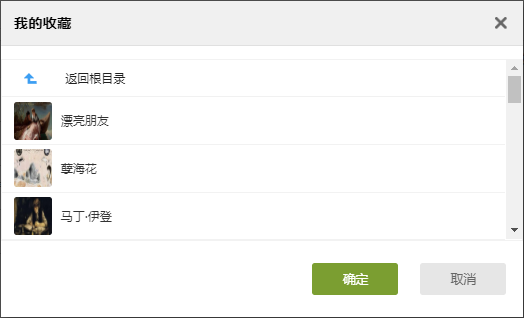 我的收藏
返回根目录
漂亮朋友
孽海花
马丁·伊登
确定
取消